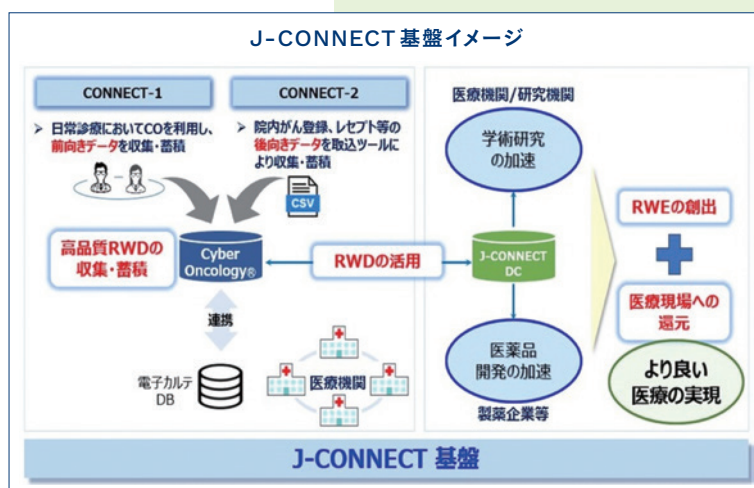 J-CONNECT基盤イメージ
CONNECT-1
➢ 日常診療においてCOを利用し、
前向きデータを収集・蓄積
CONNECT-2
➢ 院内がん登録、レセプト等の
後向きデータを取込ツールに
より収集・蓄積
CSV
高品質RWDの
収集・蓄積
Cyber
Oncology®
連携
電子カルテ
DB
医療機関
RWDの活用
医療機関/研究機関
学術研究
の加速
J-CONNECT
DC
医薬品
開発の加速
製薬企業等
RWEの創出
医療現場への
還元
より良い
医療の実現
J-CONNECT 基盤